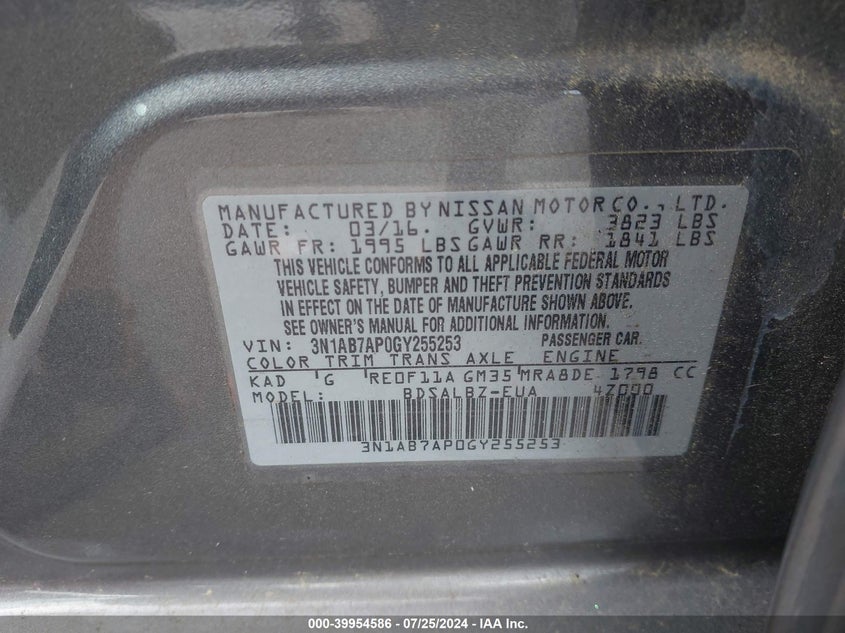 MANUFACTURED BY NISSAN MOTOR CO., LTD.
DATE: 03/16. GVWR: 3823 LBS
GAWR FR: 1995 LBS GAWR RR: 1841 LBS
THIS VEHICLE CONFORMS TO ALL APPLICABLE FEDERAL MOTOR
VEHICLE SAFETY, BUMPER AND THEFT PREVENTION STANDARDS
IN EFFECT ON THE DATE OF MANUFACTURE SHOWN ABOVE.
SEE OWNER'S MANUAL FOR ADDITIONAL INFORMATION.
VIN: 3N1AB7AP0GY255253 PASSENGER CAR.
COLOR TRIM TRANS AXLE ENGINE
KAD G RE0F11A GM35 MRA8DE 1798 CC
MODEL: BDSALBZ-EUA 47000
3N1AB7AP0GY255253
000-39954586 - 07/25/2024 - IAA Inc.